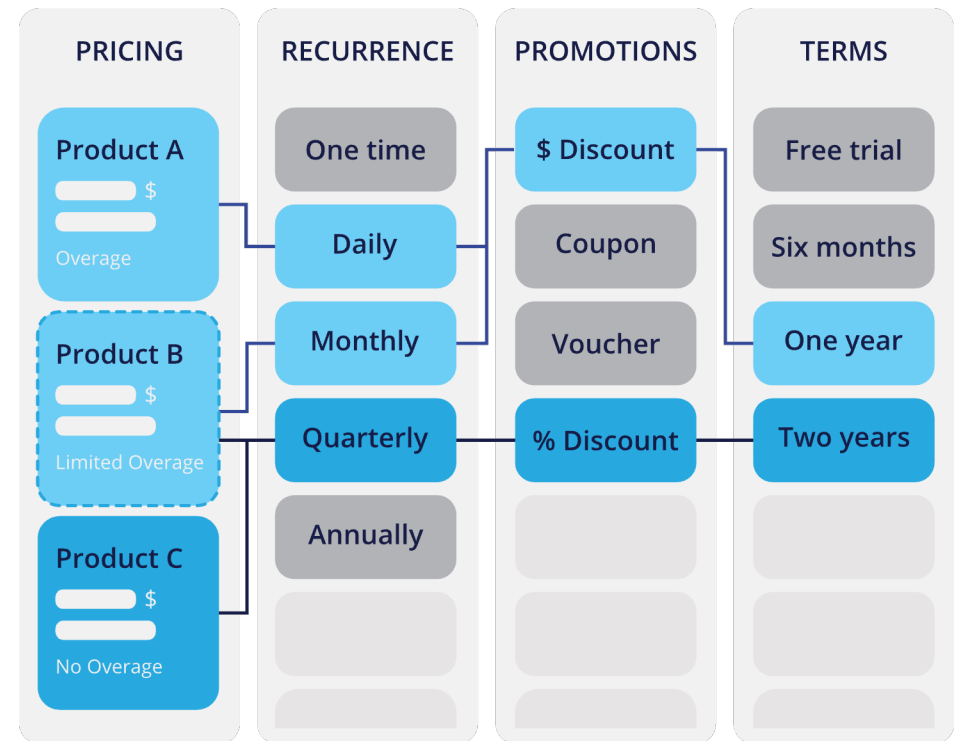 PRICING
Product A
$
Overage
Product B
$
Limited Overage
Product C
$
No Overage
RECURRENCE
One time
Daily
Monthly
Quarterly
Annually
PROMOTIONS
$ Discount
Coupon
Voucher
% Discount
TERMS
Free trial
Six months
One year
Two years